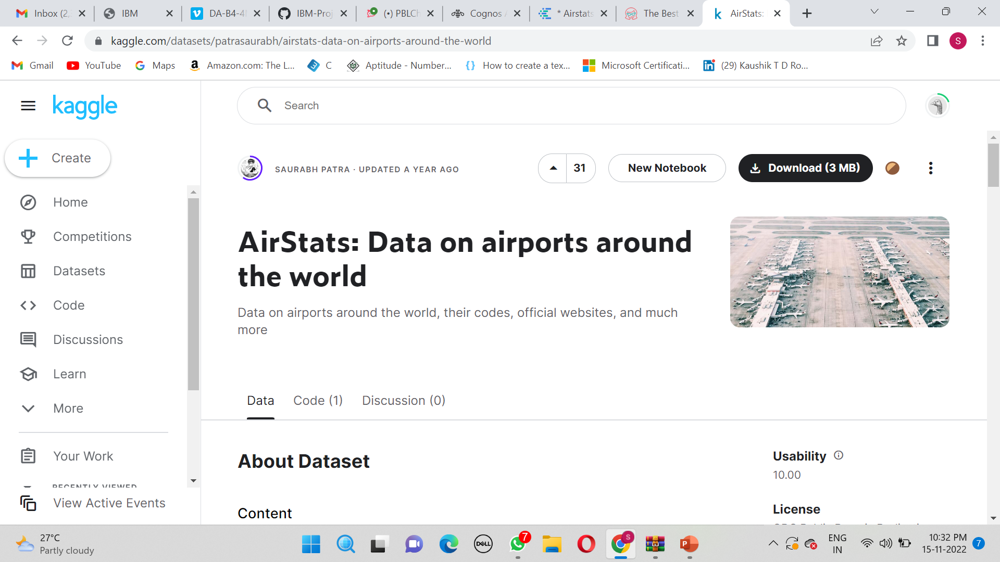 Inbox (2,
IBM
DA-B4-4
IBM-Proj
(•) PBLCh
Cognos
* Airstats
The Best
AirStats:
kaggle.com/datasets/patrasaurabh/airstats-data-on-airports-around-the-world
S
Gmail
YouTube
Maps
Amazon.com: The L...
C
Aptitude - Number...
How to create a tex...
Microsoft Certificati...
(29) Kaushik T D Ro...
kaggle
Search
Create
SAURABH PATRA · UPDATED A YEAR AGO
31
New Notebook
Download (3 MB)
Home
Competitions
Datasets
Code
Discussions
Learn
More
Your Work
RECENTLY VIEWED
View Active Events
AirStats: Data on airports around
the world
Data on airports around the world, their codes, official websites, and much
more
Data
Code (1)
Discussion (0)
About Dataset
Usability
10.00
Content
License
27°C
Partly cloudy
DELL
7
S
P
ENG
IN
10:32 PM
15-11-2022
7